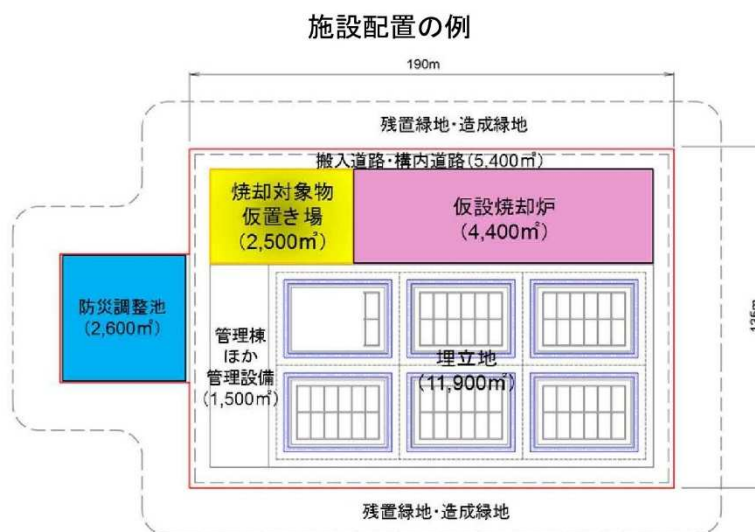 施設配置の例
190m
残置緑地・造成緑地
搬入道路・構内道路(5,400㎡)
焼却対象物
仮置き場
(2,500㎡)
仮設焼却炉
(4,400㎡)
防災調整池
(2,600㎡)
管理棟
ほか
管理設備
(1,500㎡)
埋立地
(11,900㎡)
135m
残置緑地・造成緑地